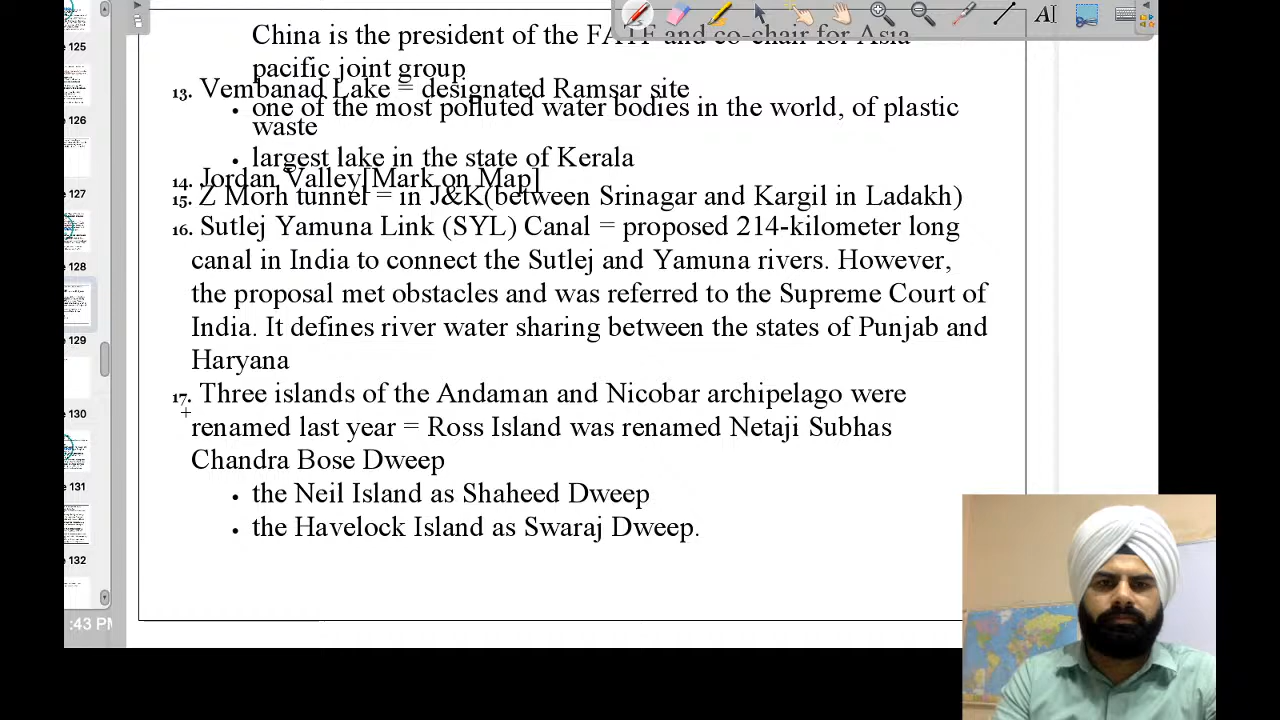 China is the president of the FATF and co-chair for Asia
pacific joint group
13. Vembanad Lake = designated Ramsar site
• one of the most polluted water bodies in the world, of plastic
waste
• largest lake in the state of Kerala
14. Jordan Valley[Mark on Map]
15. Z Morh tunnel = in J&K(between Srinagar and Kargil in Ladakh)
16. Sutlej Yamuna Link (SYL) Canal = proposed 214-kilometer long
canal in India to connect the Sutlej and Yamuna rivers. However,
the proposal met obstacles and was referred to the Supreme Court of
India. It defines river water sharing between the states of Punjab and
Haryana
17. Three islands of the Andaman and Nicobar archipelago were
renamed last year = Ross Island was renamed Netaji Subhas
Chandra Bose Dweep
• the Neil Island as Shaheed Dweep
• the Havelock Island as Swaraj Dweep.
125
126
127
128
129
130
131
132
:43 PM
AI